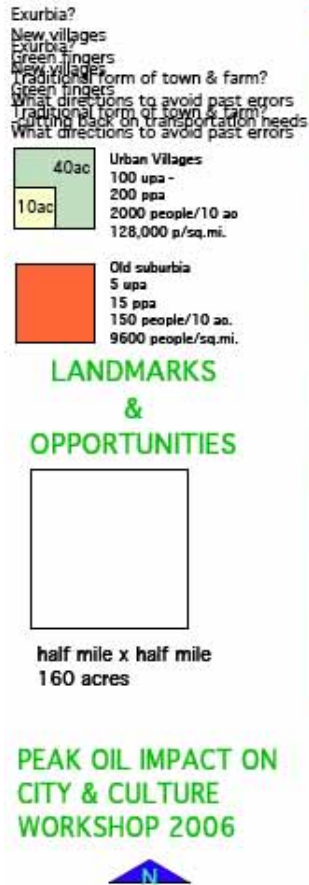 Exurbia?
New villages
Exurbia?
Green fingers
New villages
Traditional form of town & farm?
Green fingers
What directions to avoid past errors
Traditional form of town & farm?
-cutting back on transportation needs
What directions to avoid past errors
40ac
10ac
Urban Villages
100 upa -
200 ppa
2000 people/10 ac
128,000 p/sq.mi.
Old suburbia
5 upa
15 ppa
150 people/10 ac.
9600 people/sq.mi.
LANDMARKS
&
OPPORTUNITIES
half mile x half mile
160 acres
PEAK OIL IMPACT ON
CITY & CULTURE
WORKSHOP 2006
N